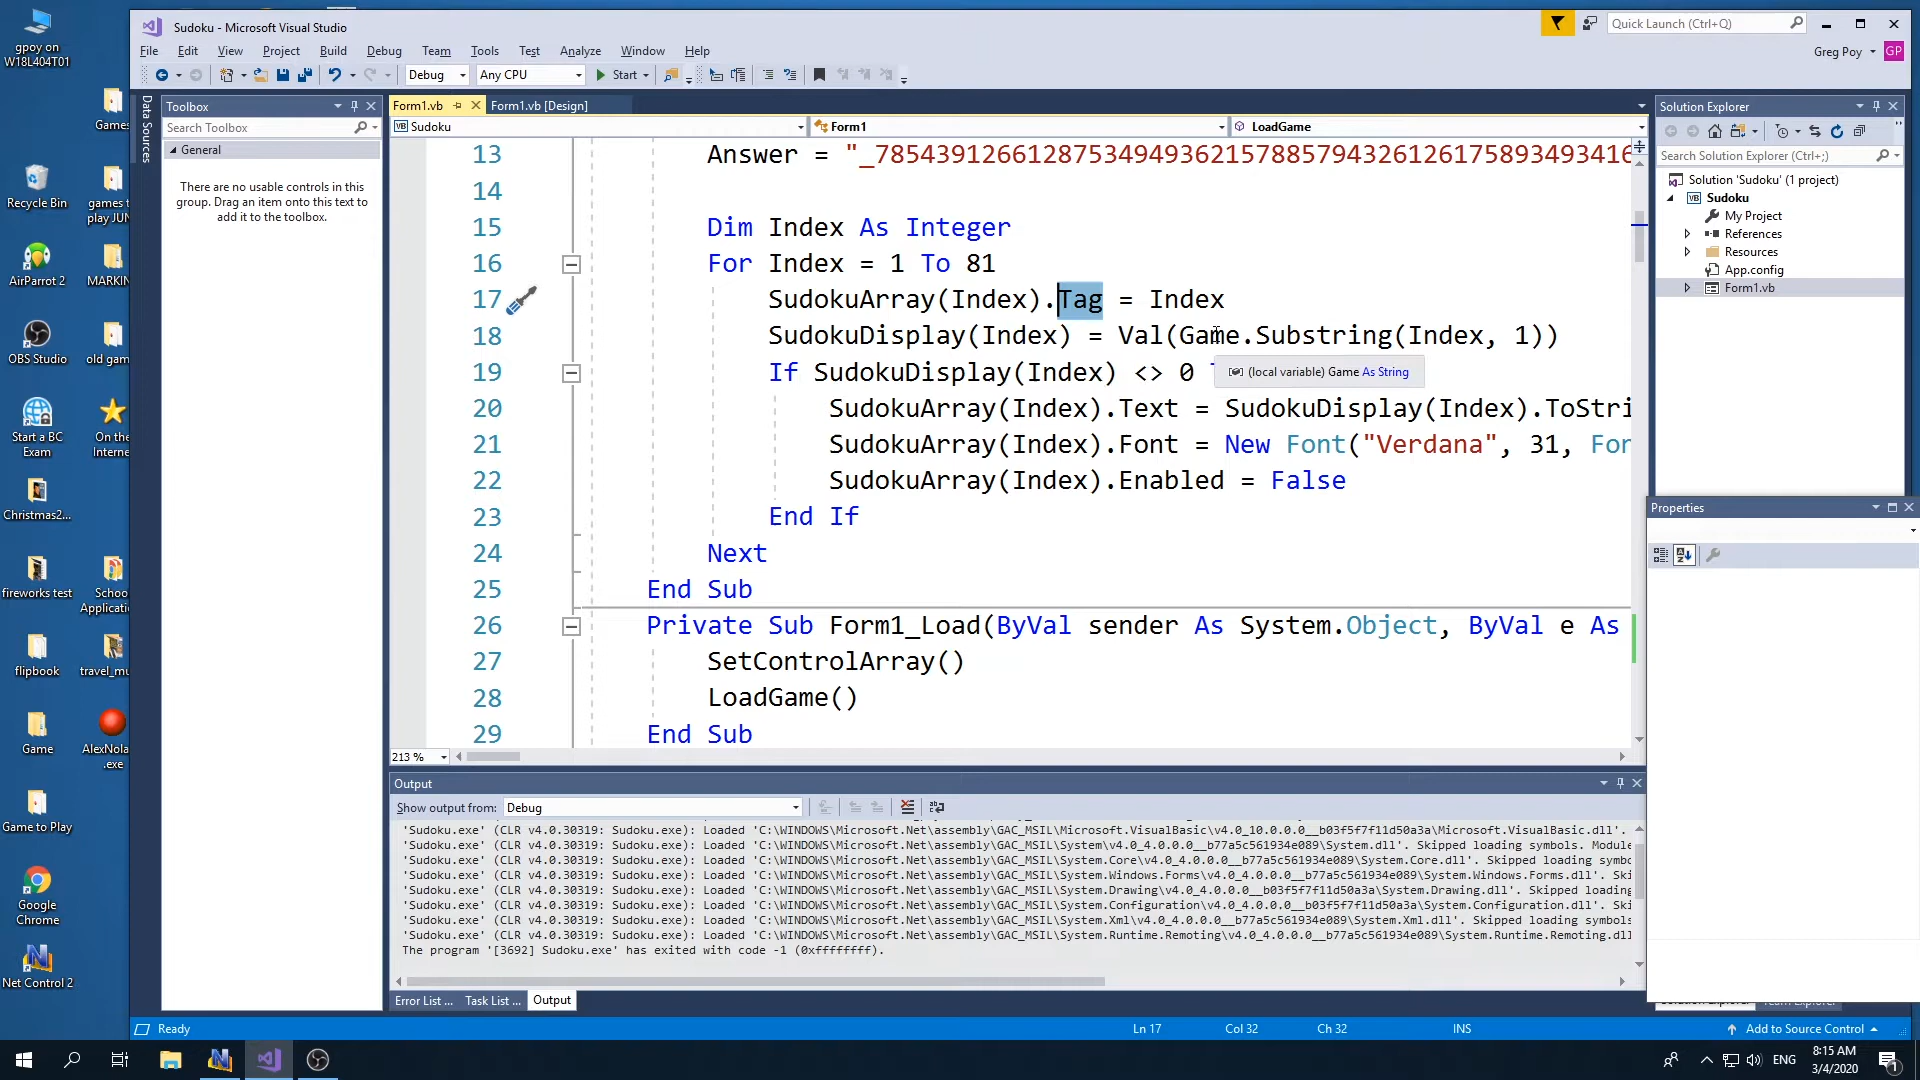 gpoy on
W18L404T01
Games
Recycle Bin
games t
play JUN
AirParrot 2
MARKIN
OBS Studio
old gam
Start a BC
Exam
On the
Interne
Christmas2...
fireworks test
Schoo
Applicatio
flipbook
travel_mu
Game
AlexNola
.exe
Game to Play
Google
Chrome
Net Control 2
Sudoku - Microsoft Visual Studio
Quick Launch (Ctrl+Q)
File Edit View Project Build Debug Team Tools Test Analyze Window Help
Greg Poy GP
Debug Any CPU Start
Data Sources
Toolbox
Search Toolbox
General
There are no usable controls in this
group. Drag an item onto this text to
add it to the toolbox.
Form1.vb Form1.vb [Design]
VB Sudoku Form1 LoadGame
13 Answer = "_7854391266128753494936215788579432612617589349341
14
15 Dim Index As Integer
16 For Index = 1 To 81
17 SudokuArray(Index).Tag = Index
18 SudokuDisplay(Index) = Val(Game.Substring(Index, 1))
19 If SudokuDisplay(Index) <> 0
(local variable) Game As String
20 SudokuArray(Index).Text = SudokuDisplay(Index).ToStri
21 SudokuArray(Index).Font = New Font("Verdana", 31, For
22 SudokuArray(Index).Enabled = False
23 End If
24 Next
25 End Sub
26 Private Sub Form1_Load(ByVal sender As System.Object, ByVal e As
27 SetControlArray()
28 LoadGame()
29 End Sub
213 %
Output
Show output from: Debug
'Sudoku.exe' (CLR v4.0.30319: Sudoku.exe): Loaded 'C:\WINDOWS\Microsoft.Net\assembly\GAC_MSIL\Microsoft.VisualBasic\v4.0_10.0.0.0__b03f5f7f11d50a3a\Microsoft.VisualBasic.dll'.
'Sudoku.exe' (CLR v4.0.30319: Sudoku.exe): Loaded 'C:\WINDOWS\Microsoft.Net\assembly\GAC_MSIL\System\v4.0_4.0.0.0__b77a5c561934e089\System.dll'. Skipped loading symbols. Module
'Sudoku.exe' (CLR v4.0.30319: Sudoku.exe): Loaded 'C:\WINDOWS\Microsoft.Net\assembly\GAC_MSIL\System.Core\v4.0_4.0.0.0__b77a5c561934e089\System.Core.dll'. Skipped loading symbo
'Sudoku.exe' (CLR v4.0.30319: Sudoku.exe): Loaded 'C:\WINDOWS\Microsoft.Net\assembly\GAC_MSIL\System.Windows.Forms\v4.0_4.0.0.0__b77a5c561934e089\System.Windows.Forms.dll'. Ski
'Sudoku.exe' (CLR v4.0.30319: Sudoku.exe): Loaded 'C:\WINDOWS\Microsoft.Net\assembly\GAC_MSIL\System.Drawing\v4.0_4.0.0.0__b03f5f7f11d50a3a\System.Drawing.dll'. Skipped loading
'Sudoku.exe' (CLR v4.0.30319: Sudoku.exe): Loaded 'C:\WINDOWS\Microsoft.Net\assembly\GAC_MSIL\System.Configuration\v4.0_4.0.0.0__b03f5f7f11d50a3a\System.Configuration.dll'. Ski
'Sudoku.exe' (CLR v4.0.30319: Sudoku.exe): Loaded 'C:\WINDOWS\Microsoft.Net\assembly\GAC_MSIL\System.Xml\v4.0_4.0.0.0__b77a5c561934e089\System.Xml.dll'. Skipped loading symbols
'Sudoku.exe' (CLR v4.0.30319: Sudoku.exe): Loaded 'C:\WINDOWS\Microsoft.Net\assembly\GAC_MSIL\System.Runtime.Remoting\v4.0_4.0.0.0__b77a5c561934e089\System.Runtime.Remoting.dll
The program '[3692] Sudoku.exe' has exited with code -1 (0xffffffff).
Error List ... Task List ... Output
Solution Explorer
Search Solution Explorer (Ctrl+;)
Solution 'Sudoku' (1 project)
VB Sudoku
My Project
References
Resources
App.config
Form1.vb
Properties
Ready Ln 17 Col 32 Ch 32 INS Add to Source Control
ENG
8:15 AM
3/4/2020
1